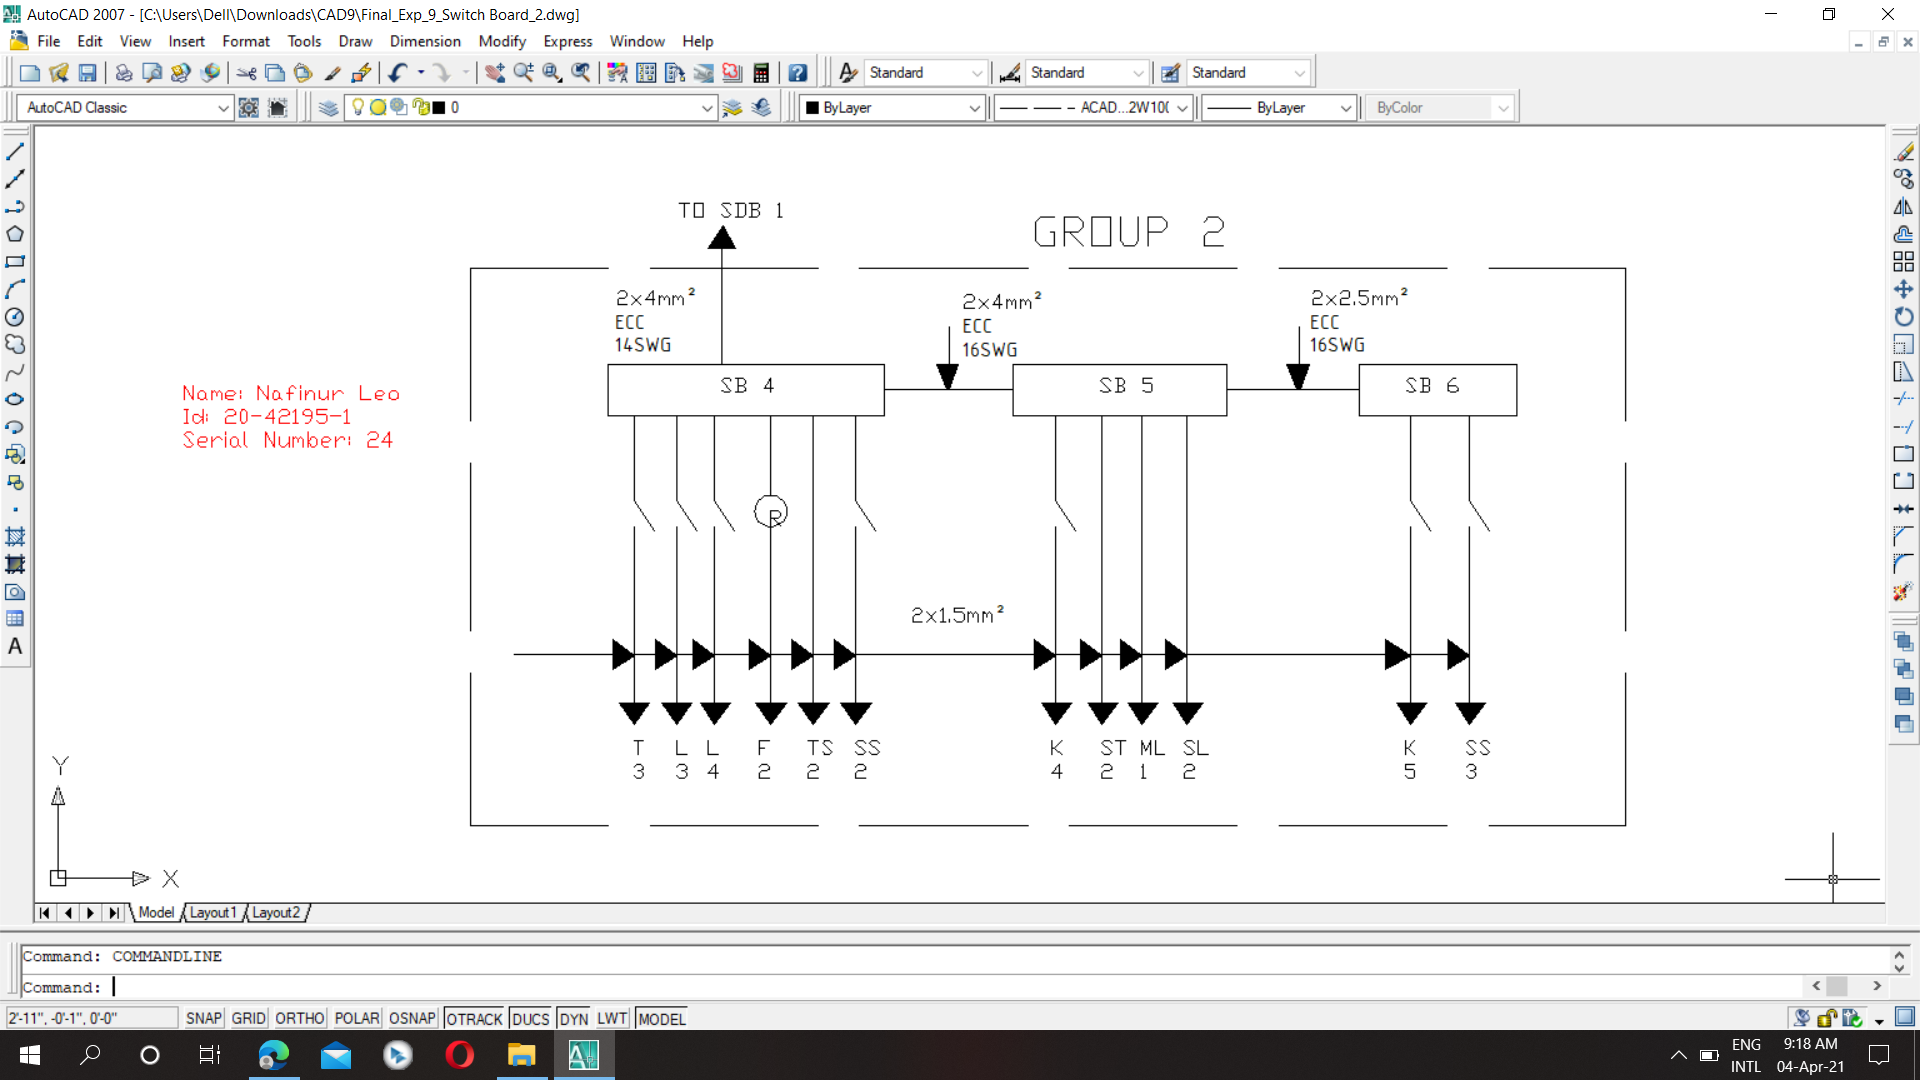 AutoCAD 2007 - [C:\Users\Dell\Downloads\CAD9\Final_Exp_9_Switch Board_2.dwg]
File Edit View Insert Format Tools Draw Dimension Modify Express Window Help
Standard Standard Standard
AutoCAD Classic 0 ByLayer ACAD...2W100 ByLayer ByColor
TO SDB 1
GROUP 2
2x4mm²
ECC
14SWG
2x4mm²
ECC
16SWG
2x2.5mm²
ECC
16SWG
SB 4 SB 5 SB 6
Name: Nafinur Leo
Id: 20-42195-1
Serial Number: 24
R
2x1.5mm²
T L L F TS SS K ST ML SL K SS
3 3 4 2 2 2 4 2 1 2 5 3
Y
X
Model Layout1 Layout2
Command: COMMANDLINE
Command:
2'-11", -0'-1", 0'-0" SNAP GRID ORTHO POLAR OSNAP OTRACK DUCS DYN LWT MODEL
ENG 9:18 AM
INTL 04-Apr-21